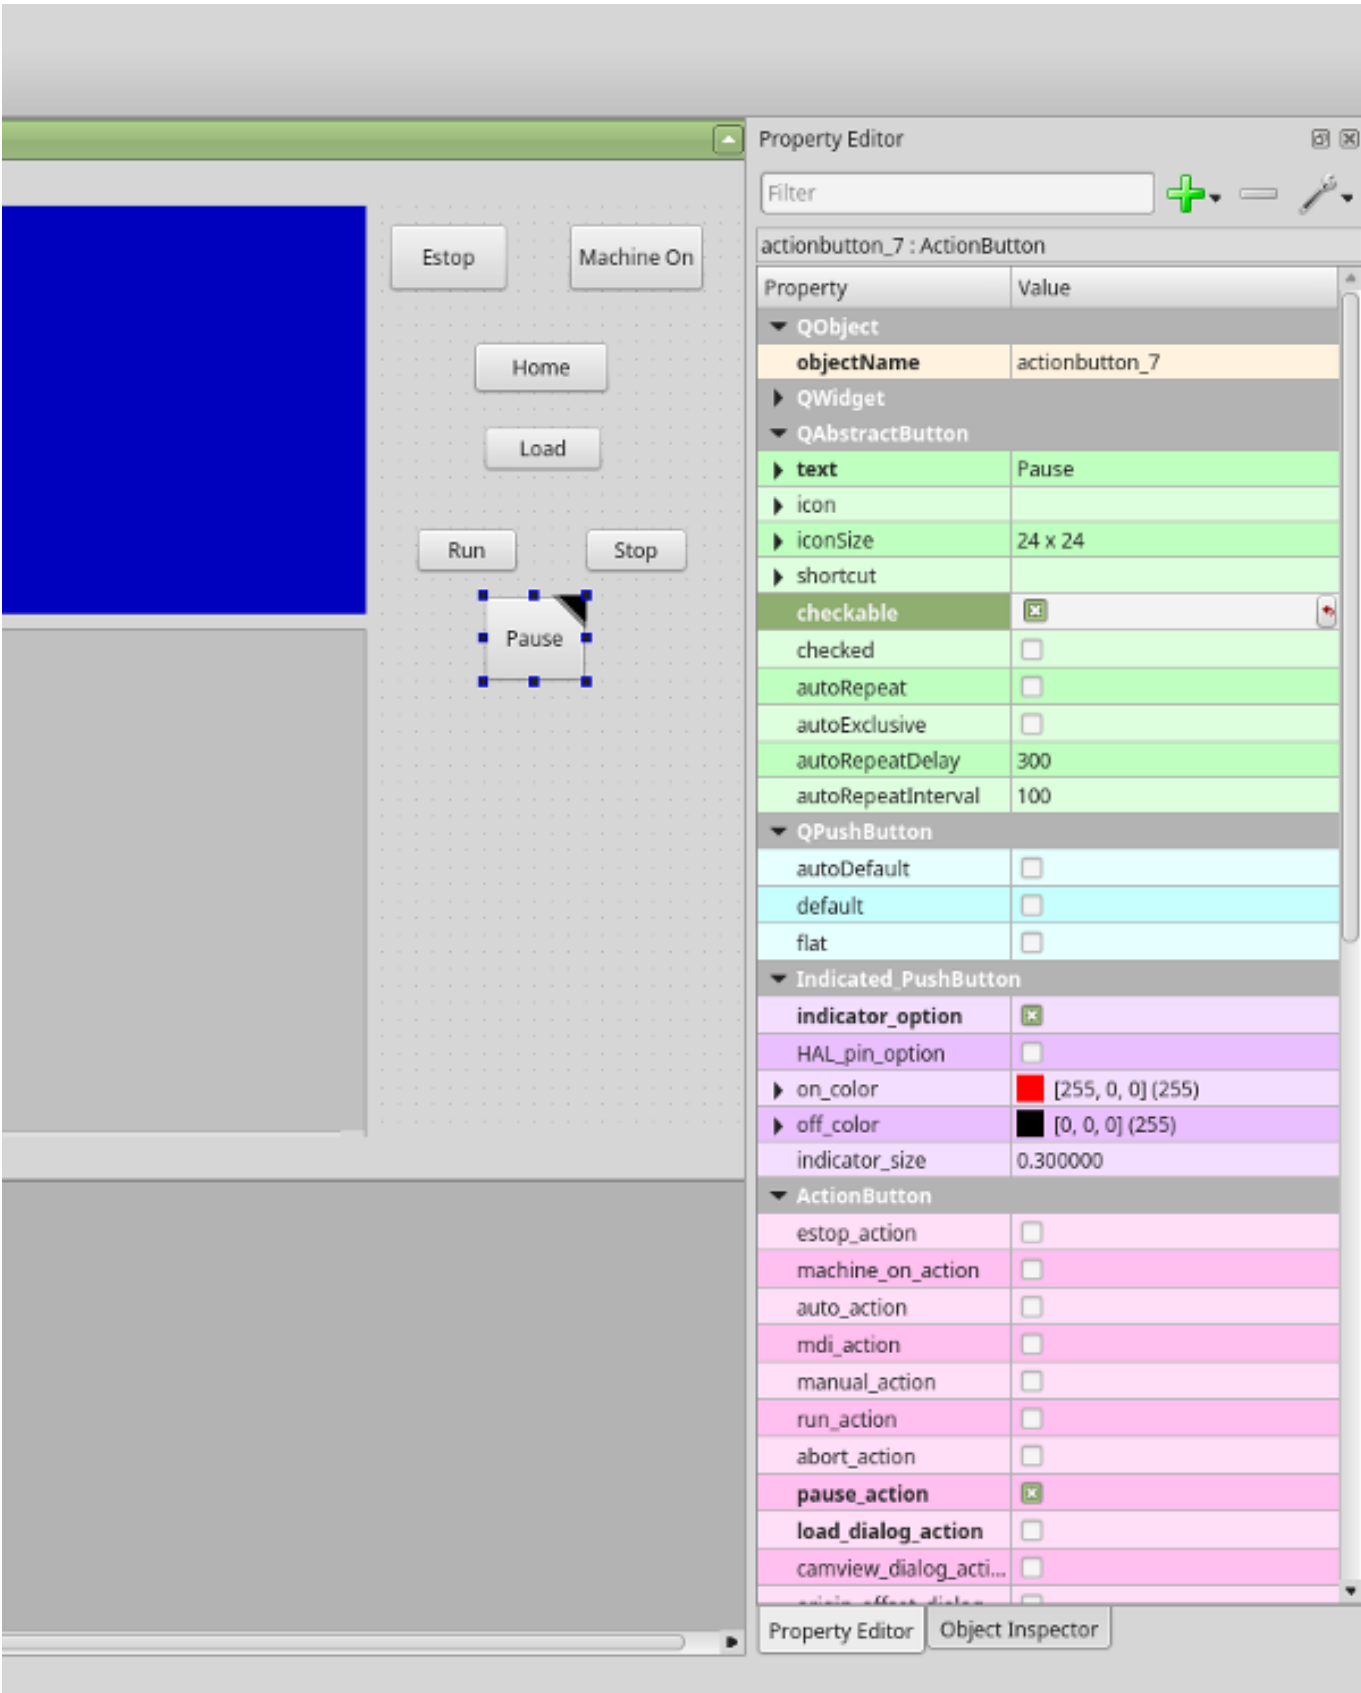 Estop
Machine On
Home
Load
Run
Stop
Pause
Property Editor
Filter
actionbutton_7 : ActionButton
Property Value
QObject
objectName actionbutton_7
QWidget
QAbstractButton
text Pause
icon
iconSize 24 x 24
shortcut
checkable
checked
autoRepeat
autoExclusive
autoRepeatDelay 300
autoRepeatInterval 100
QPushButton
autoDefault
default
flat
Indicated_PushButton
indicator_option
HAL_pin_option
on_color [255, 0, 0] (255)
off_color [0, 0, 0] (255)
indicator_size 0.300000
ActionButton
estop_action
machine_on_action
auto_action
mdi_action
manual_action
run_action
abort_action
pause_action
load_dialog_action
camview_dialog_acti...
Property Editor Object Inspector